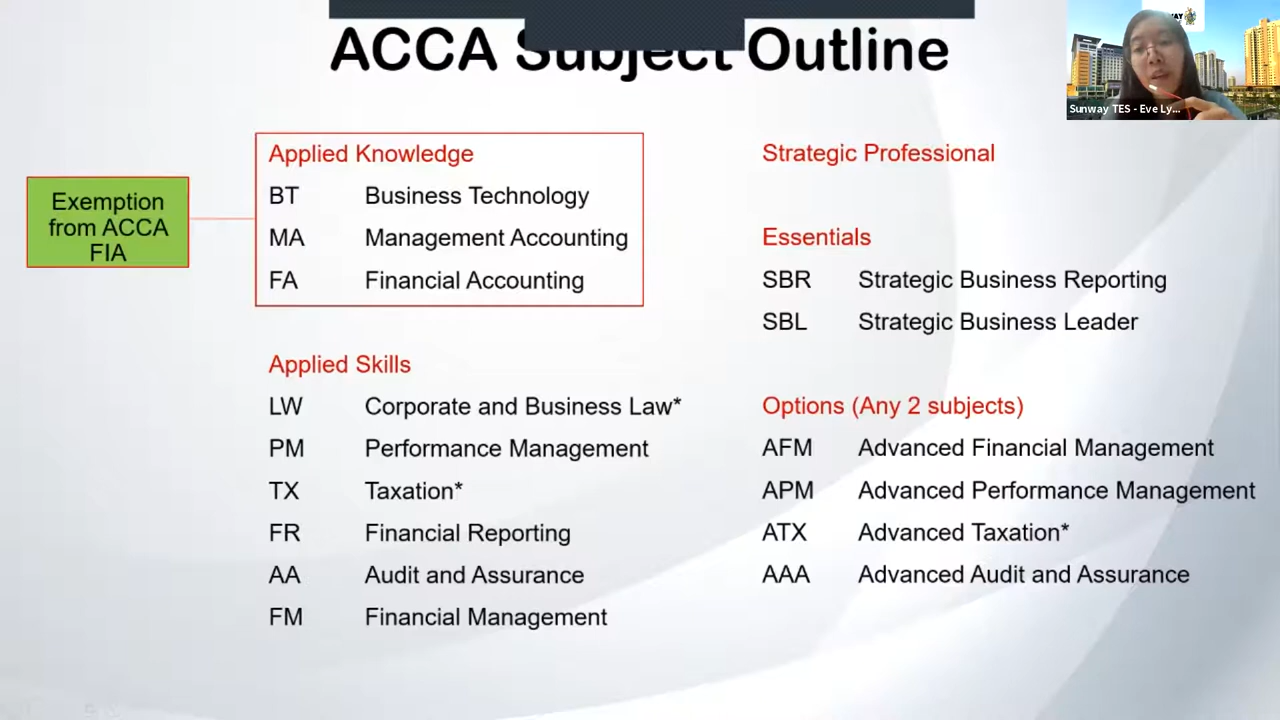 ACCA Subject Outline
Sunway TES - Eve Ly...
Exemption
from ACCA
FIA
Applied Knowledge
BT Business Technology
MA Management Accounting
FA Financial Accounting
Applied Skills
LW Corporate and Business Law*
PM Performance Management
TX Taxation*
FR Financial Reporting
AA Audit and Assurance
FM Financial Management
Strategic Professional
Essentials
SBR Strategic Business Reporting
SBL Strategic Business Leader
Options (Any 2 subjects)
AFM Advanced Financial Management
APM Advanced Performance Management
ATX Advanced Taxation*
AAA Advanced Audit and Assurance